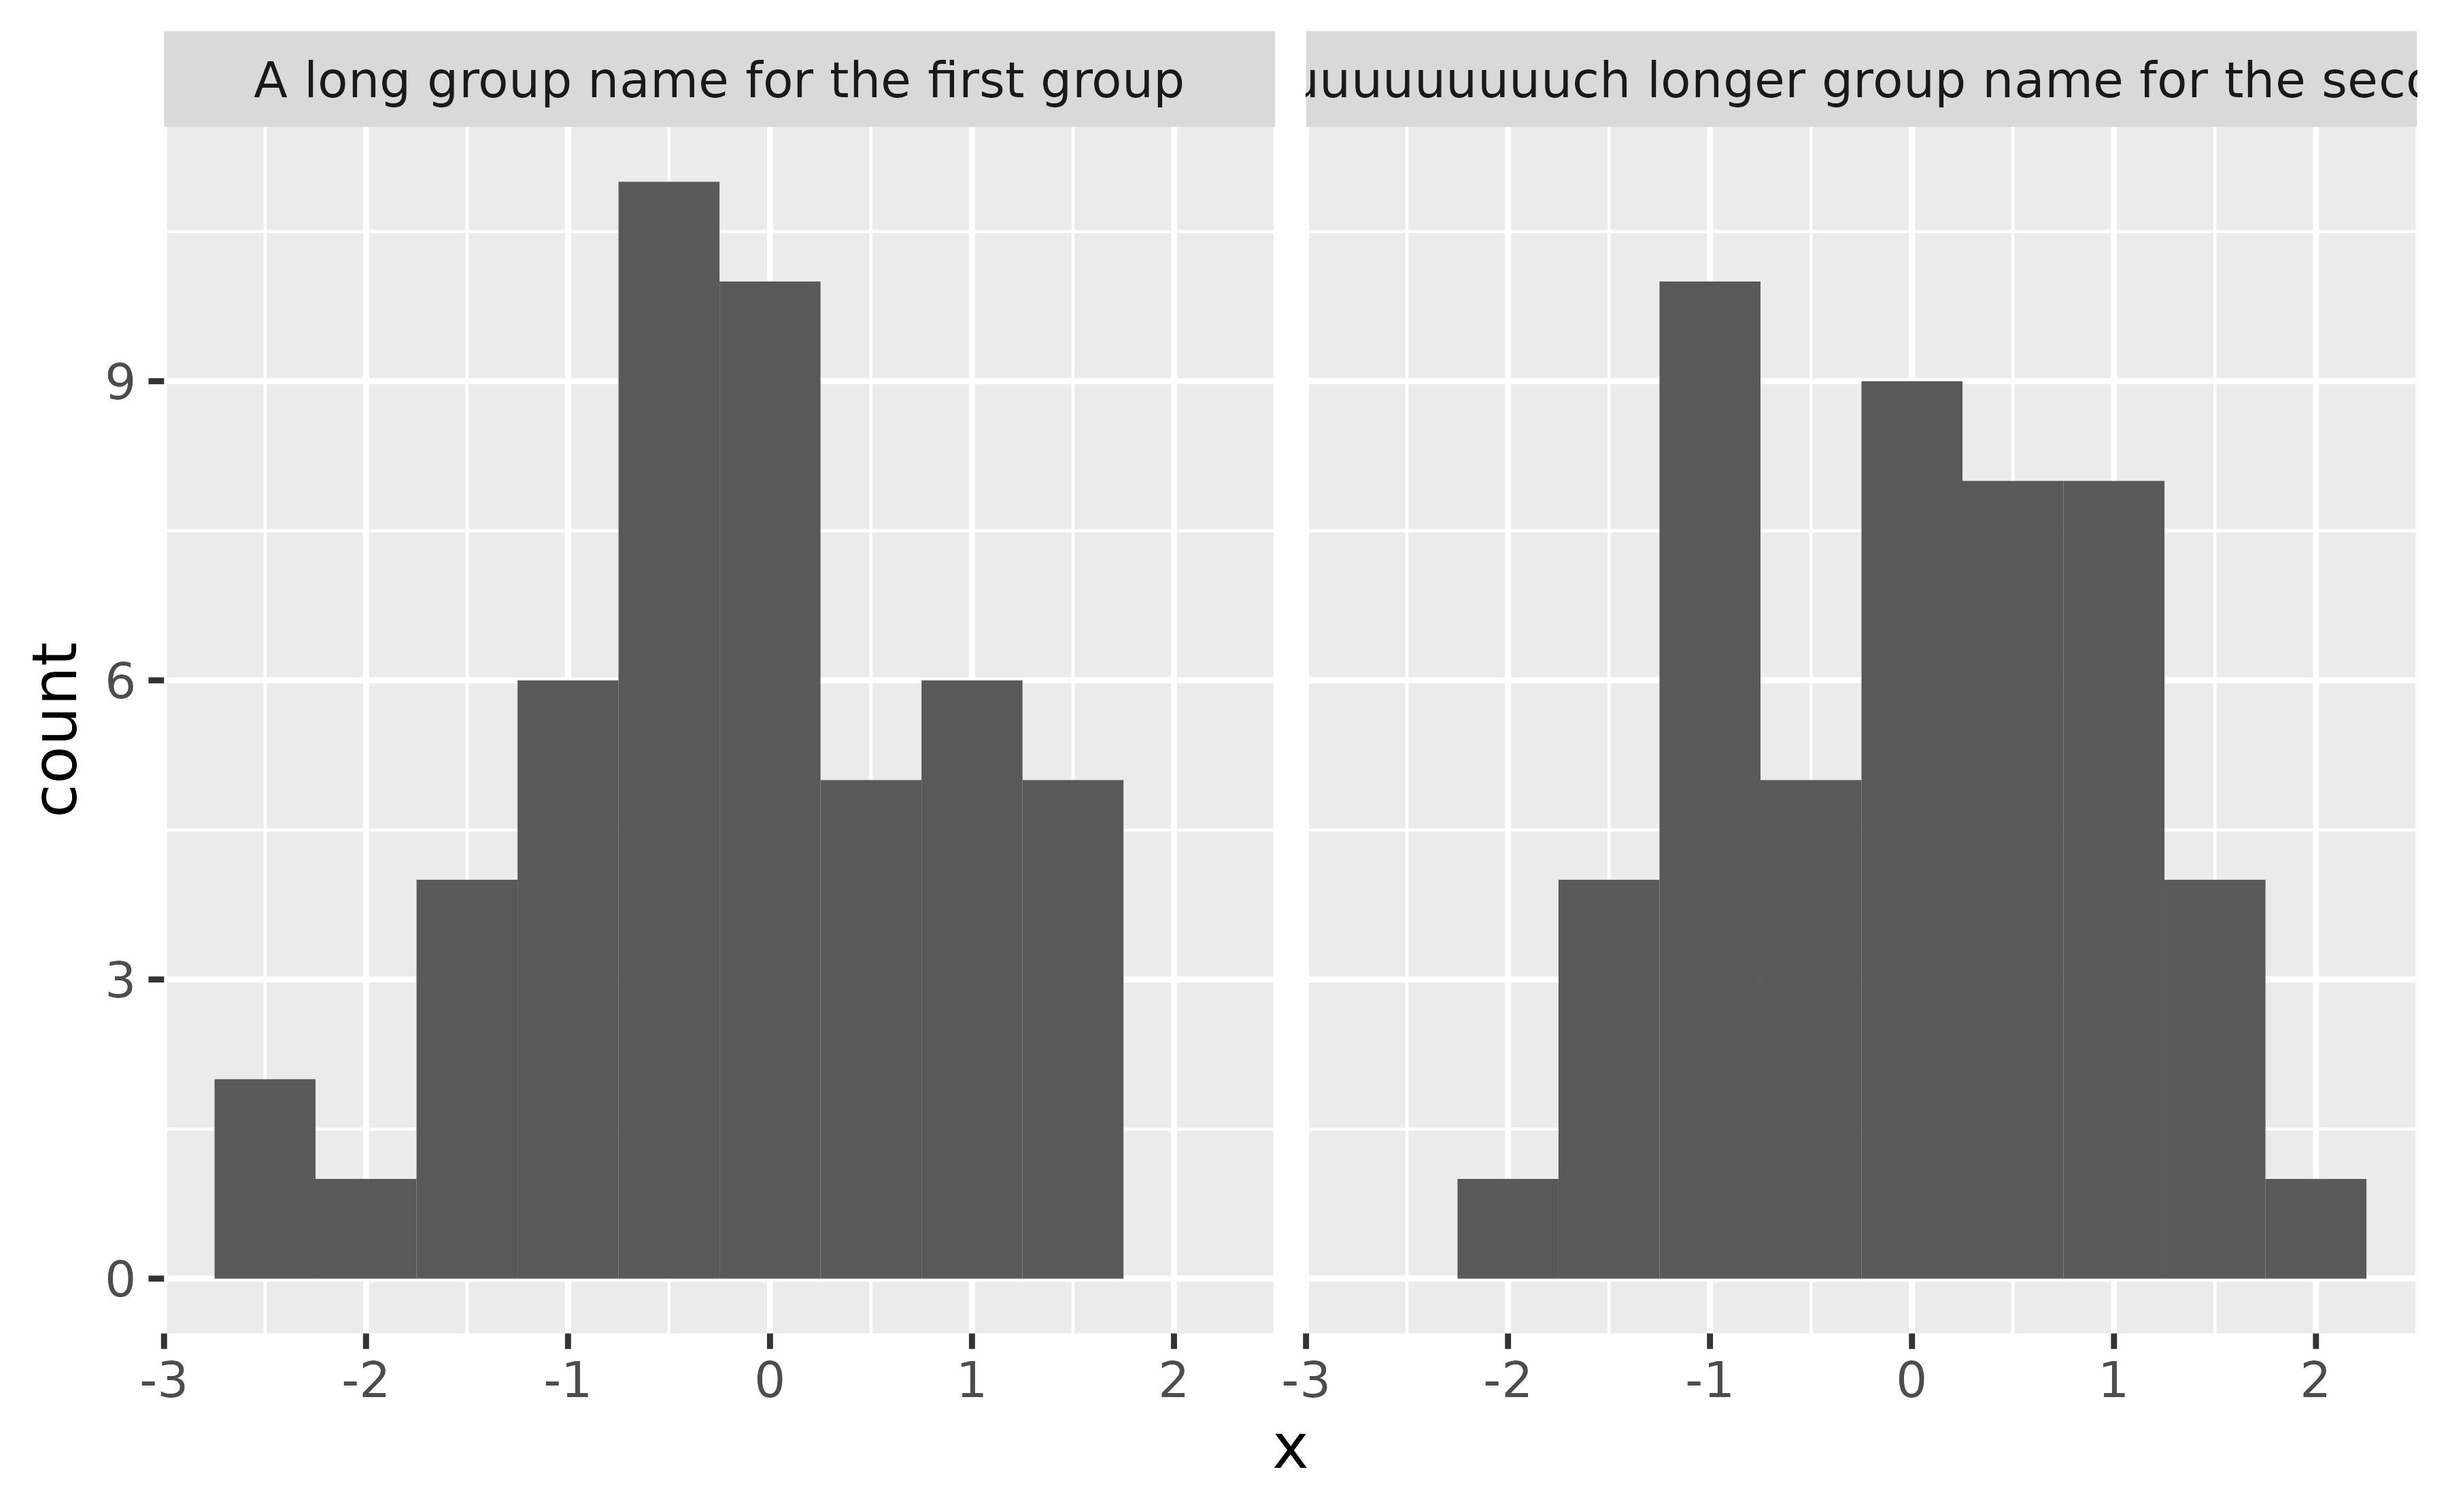 A long group name for the first group
uuuuuuuuuuch longer group name for the seco
count
9
6
3
0
-3 -2 -1 0 1 2
-3 -2 -1 0 1 2
x